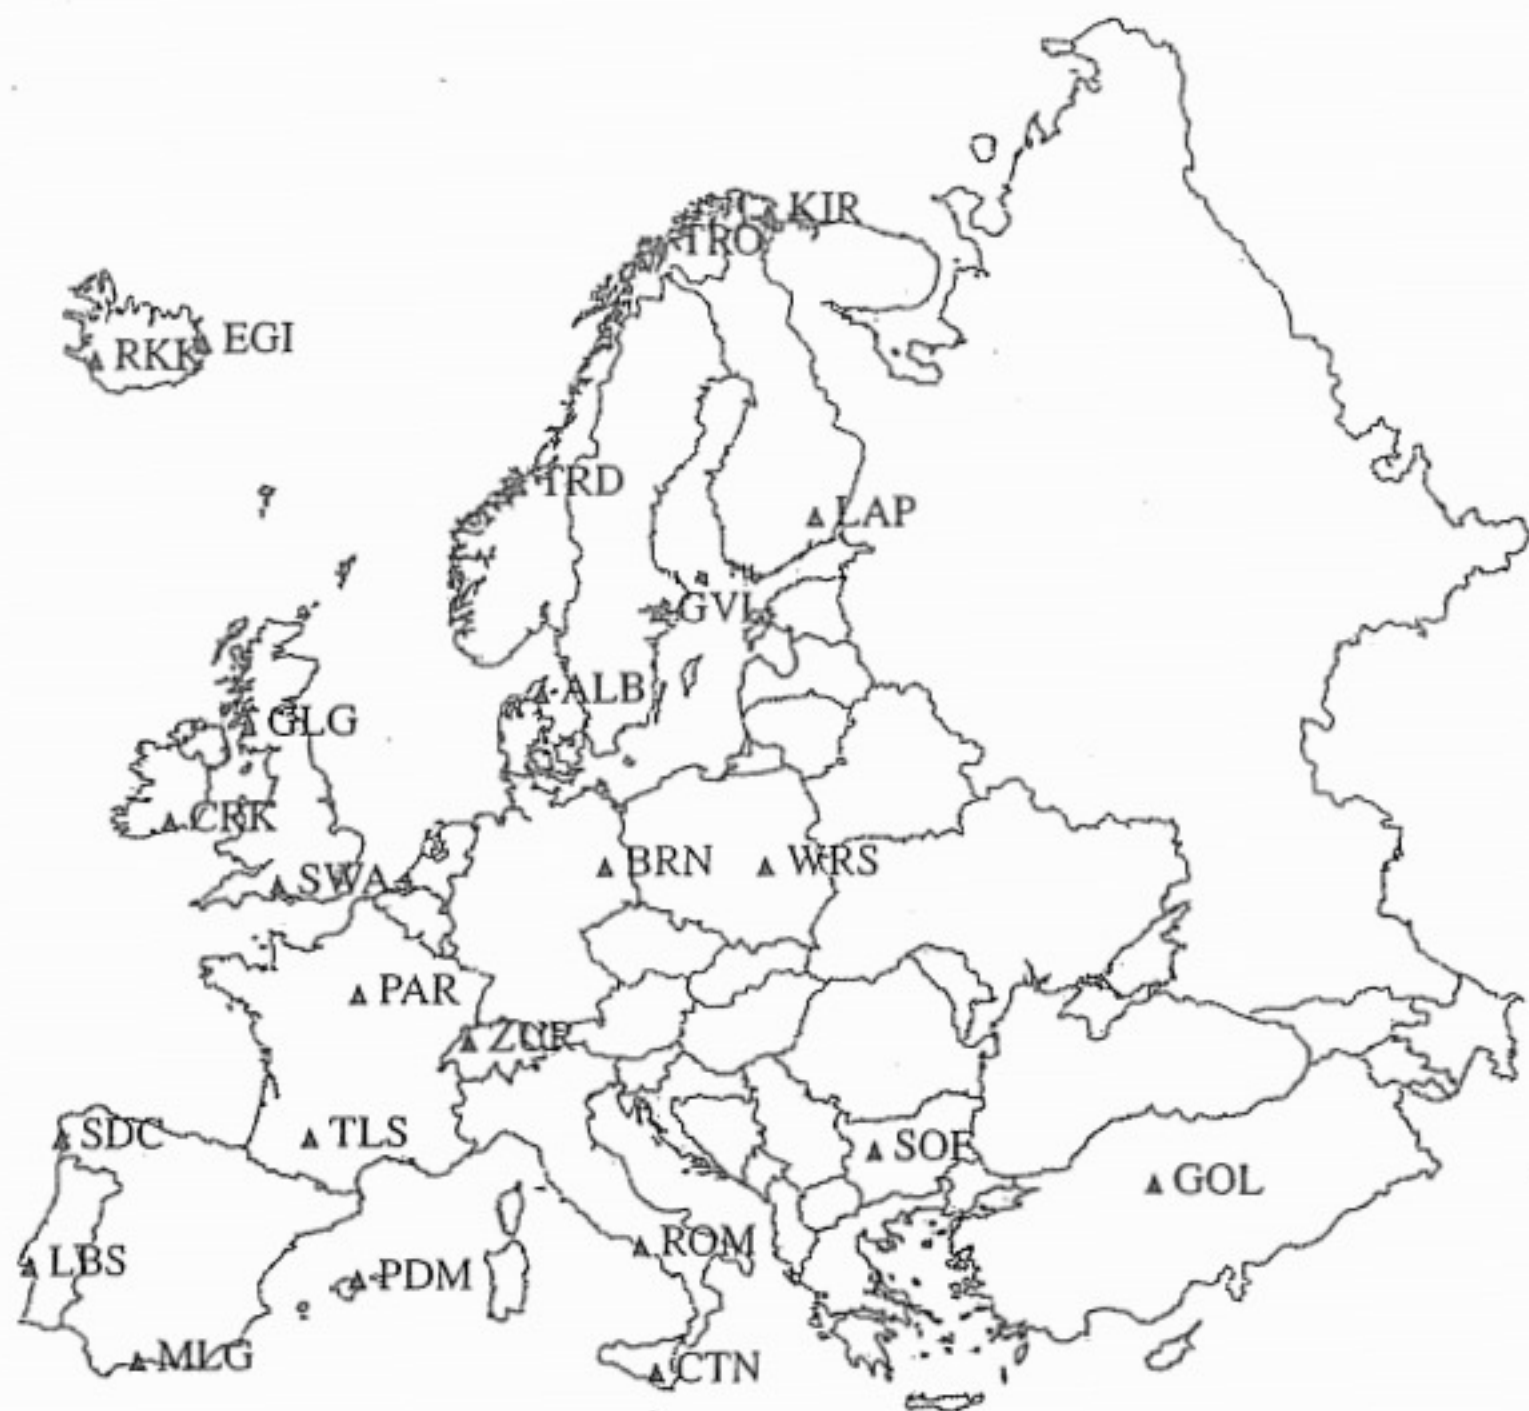 KIR
TRO
EGI
RKK
TRD
LAP
GVL
ALB
GLG
CRK
BRN
WRS
SWA
PAR
ZUR
SDC
TLS
SOF
GOL
ROM
LBS
PDM
MLG
CTN